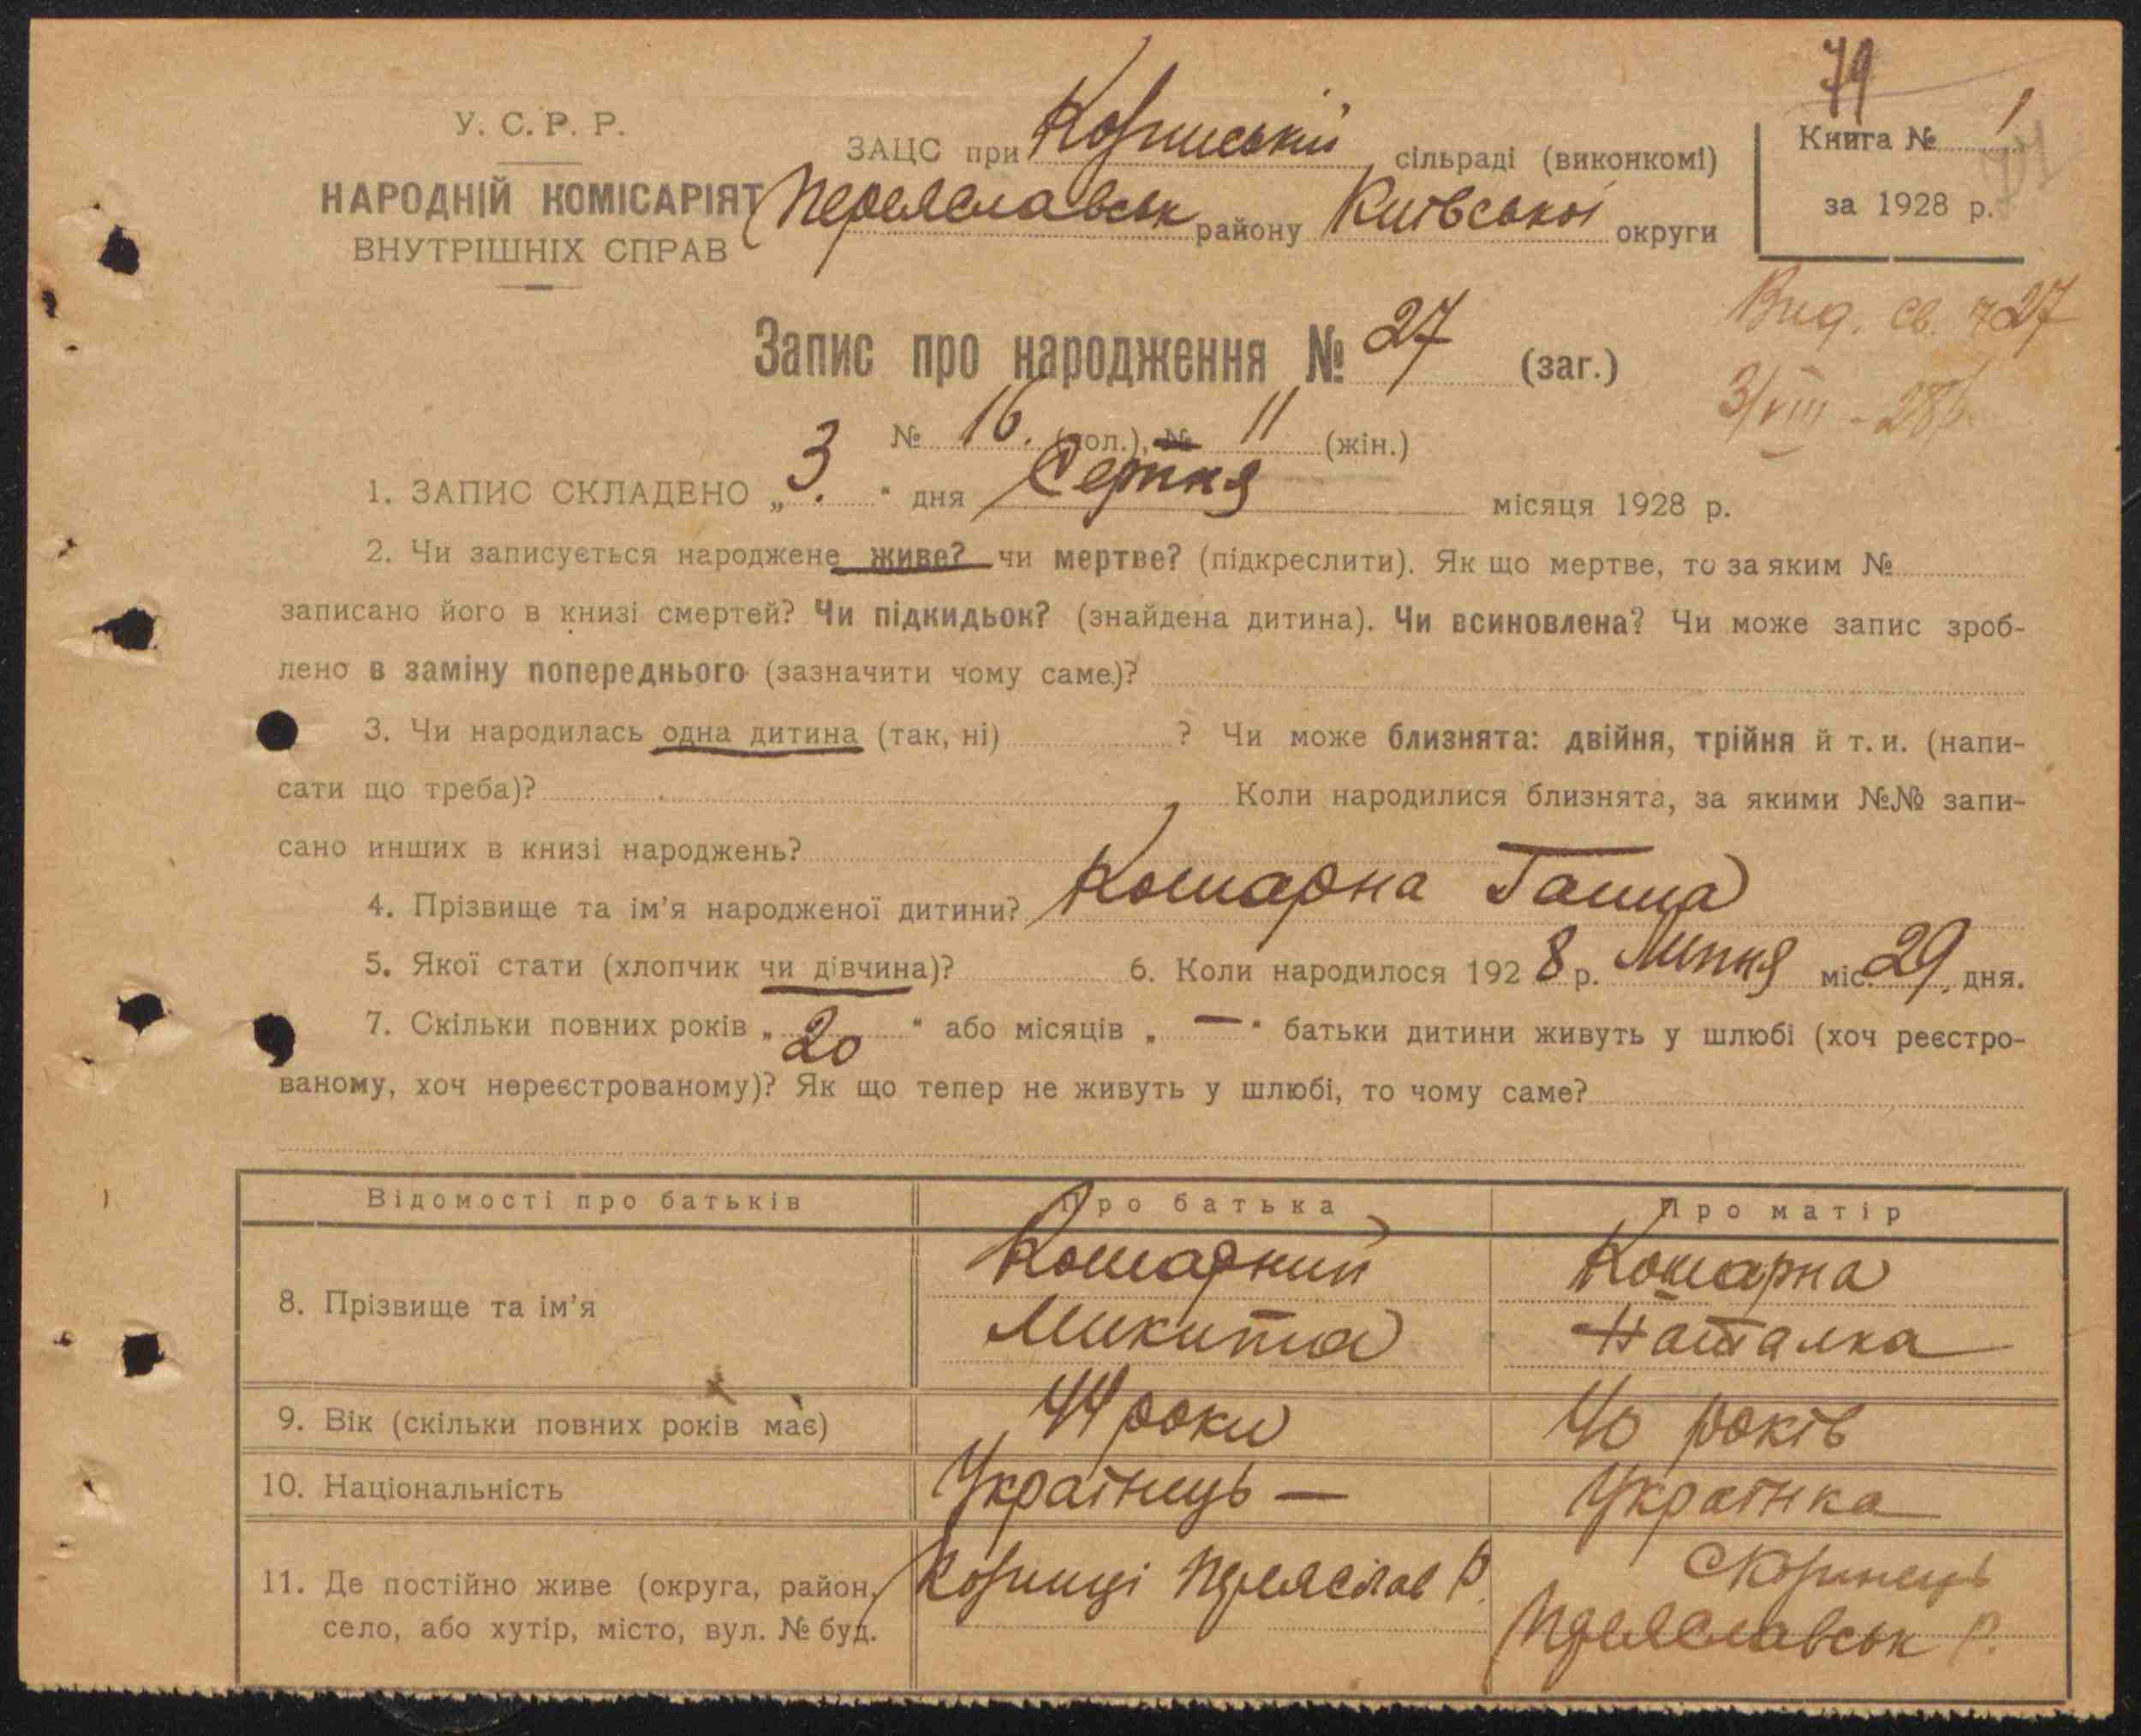 79
У. С. Р. Р.
НАРОДНІЙ КОМІСАРІЯТ
ВНУТРІШНІХ СПРАВ
ЗАЦС при сільраді (виконкомі)
Переяславськ району Київської округи
Книга № 1
за 1928 р.
Вид. св. 27
3/VIII - 28 р.
Запис про народження № 27 (заг.)
№ 16. (чол.), № 11 (жін.)
1. ЗАПИС СКЛАДЕНО „3“ дня Серпня місяця 1928 р.
2. Чи записується народжене живе? чи мертве? (підкреслити). Як що мертве, то за яким №
записано його в книзі смертей? Чи підкидьок? (знайдена дитина). Чи всиновлена? Чи може запис зроб-
лено в заміну попереднього (зазначити чому саме)?
3. Чи народилась одна дитина (так, ні) ? Чи може близнята: двійня, трійня й т. и. (напи-
сати що треба)? Коли народилися близнята, за якими №№ запи-
сано инших в книзі народжень?
4. Прізвище та ім’я народженої дитини? Кошарна Ганна
5. Якої стати (хлопчик чи дівчина)? 6. Коли народилося 1928 р. Липня міс. 29 дня.
7. Скільки повних років „20“ або місяців „—“ батьки дитини живуть у шлюбі (хоч реєстро-
ваному, хоч нереєстрованому)? Як що тепер не живуть у шлюбі, то чому саме?
Відомості про батьків Про батька Про матір
8. Прізвище та ім’я Кошарний Кошарна
Микита Наталка
9. Вік (скільки повних років має) 44 роки 40 років
10. Національність Українець — Українка
11. Де постійно живе (округа, район, Переяслав Р.
село, або хутір, місто, вул. № буд. Переяславськ Р.